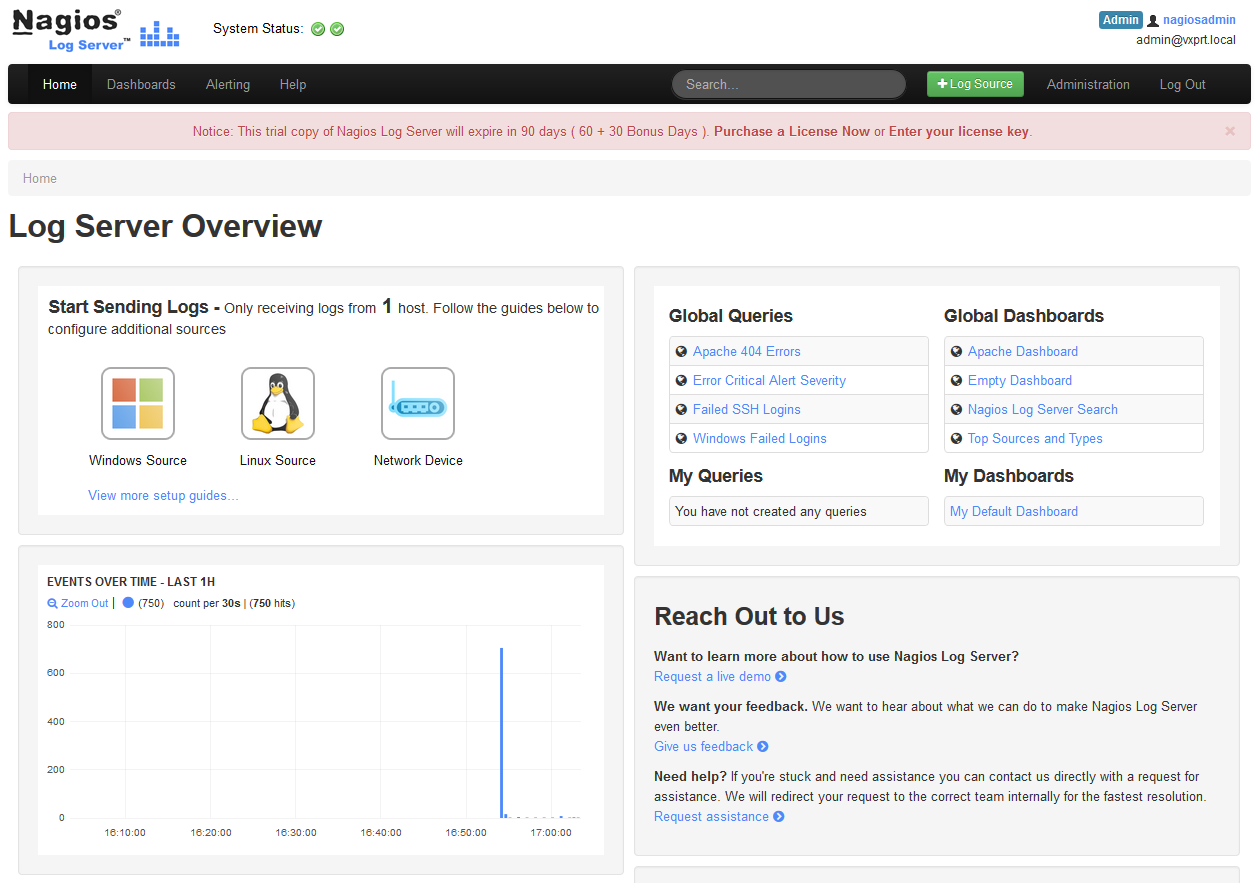 Nagios®
Log Server™
System Status:
Admin nagiosadmin
admin@vxprt.local
Home Dashboards Alerting Help Search... +Log Source Administration Log Out
Notice: This trial copy of Nagios Log Server will expire in 90 days ( 60 + 30 Bonus Days ). Purchase a License Now or Enter your license key. ×
Home
Log Server Overview
Start Sending Logs - Only receiving logs from 1 host. Follow the guides below to
configure additional sources
Windows Source Linux Source Network Device
View more setup guides...
EVENTS OVER TIME - LAST 1H
Zoom Out | (750) count per 30s | (750 hits)
800
600
400
200
0
16:10:00 16:20:00 16:30:00 16:40:00 16:50:00 17:00:00
Global Queries
Apache 404 Errors
Error Critical Alert Severity
Failed SSH Logins
Windows Failed Logins
My Queries
You have not created any queries
Global Dashboards
Apache Dashboard
Empty Dashboard
Nagios Log Server Search
Top Sources and Types
My Dashboards
My Default Dashboard
Reach Out to Us
Want to learn more about how to use Nagios Log Server?
Request a live demo
We want your feedback. We want to hear about what we can do to make Nagios Log Server
even better.
Give us feedback
Need help? If you're stuck and need assistance you can contact us directly with a request for
assistance. We will redirect your request to the correct team internally for the fastest resolution.
Request assistance